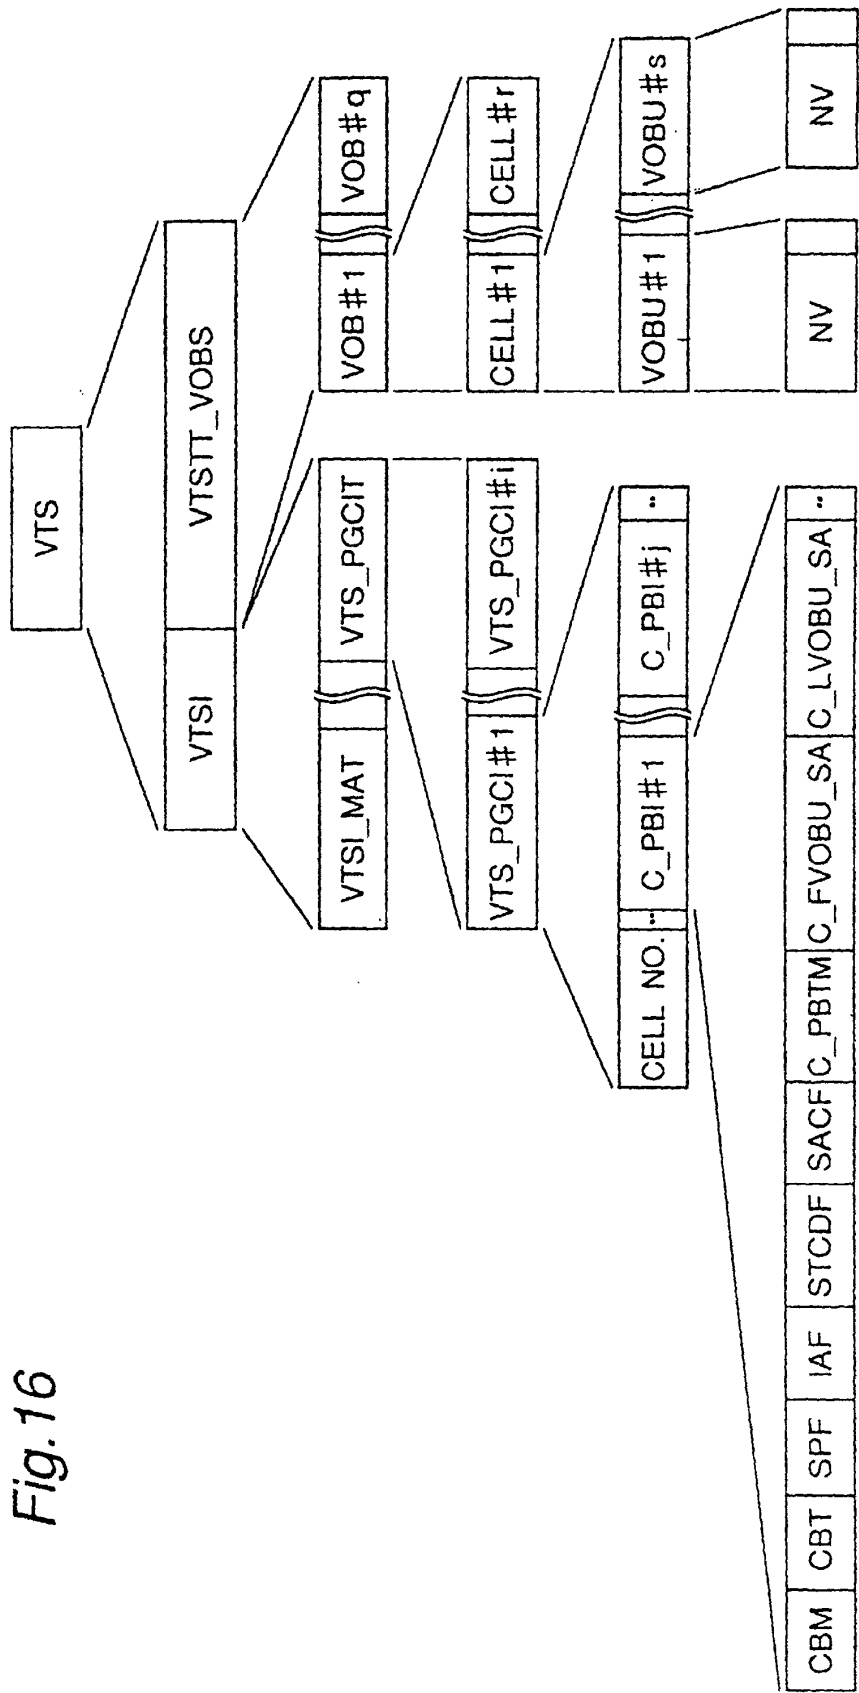 Fig.16
VTS
VTSI VTSTT_VOBS
VTSI_MAT VTS_PGCIT VOB#1 VOB#q
VTS_PGCI#1 VTS_PGCI#i CELL#1 CELL#r
CELL NO. ‥ C_PBI#1 C_PBI#j ‥ VOBU#1 VOBU#s
CBM CBT SPF IAF STCDF SACF C_PBTM C_FVOBU_SA C_LVOBU_SA ‥ NV NV